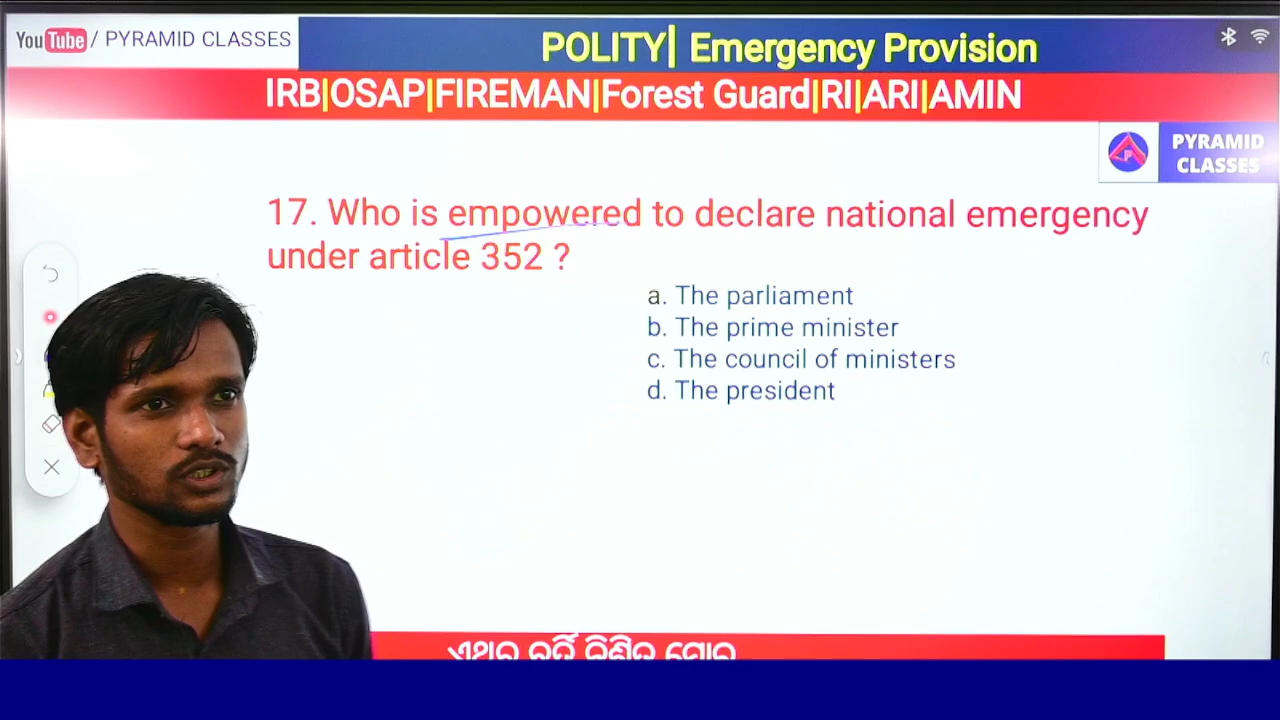 YouTube / PYRAMID CLASSES
POLITY| Emergency Provision
IRB|OSAP|FIREMAN|Forest Guard|RI|ARI|AMIN
PYRAMID
CLASSES
17. Who is empowered to declare national emergency
under article 352 ?
a. The parliament
b. The prime minister
c. The council of ministers
d. The president